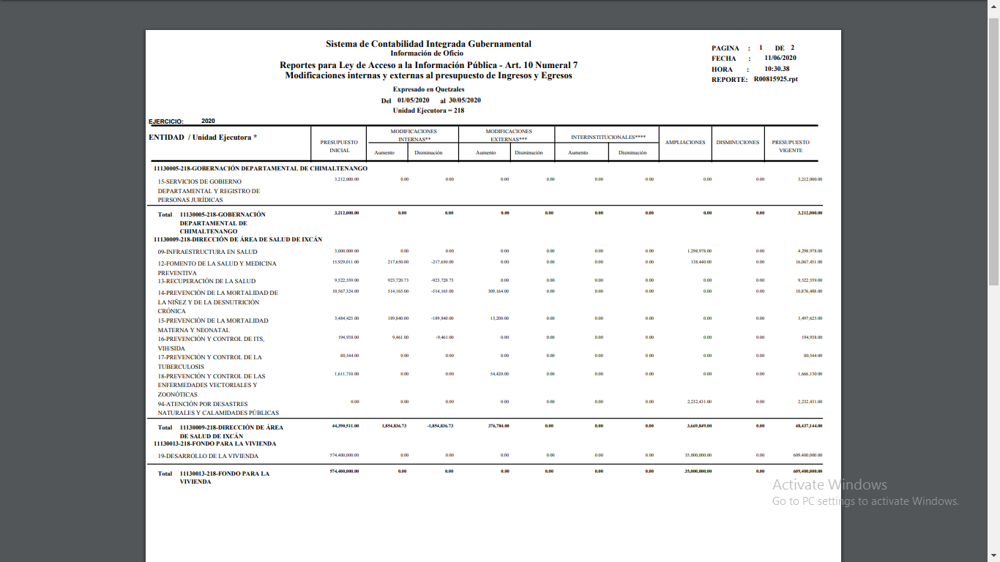 Sistema de Contabilidad Integrada Gubernamental
Información de Oficio
Reportes para Ley de Acceso a la Información Pública - Art. 10 Numeral 7
Modificaciones internas y externas al presupuesto de Ingresos y Egresos
Expresado en Quetzales
Del 01/05/2020 al 30/05/2020
Unidad Ejecutora = 218
PAGINA : 1 DE 2
FECHA : 11/06/2020
HORA : 10:30.38
REPORTE: R00815925.rpt
EJERCICIO: 2020
ENTIDAD / Unidad Ejecutora *
PRESUPUESTO
INICIAL
MODIFICACIONES
INTERNAS**
Aumento Disminución
MODIFICACIONES
EXTERNAS***
Aumento Disminución
INTERINSTITUCIONALES****
Aumento Disminución
AMPLIACIONES
DISMINUCIONES
PRESUPUESTO
VIGENTE
11130005-218-GOBERNACIÓN DEPARTAMENTAL DE CHIMALTENANGO
15-SERVICIOS DE GOBIERNO 3,212,000.00 0.00 0.00 0.00 0.00 0.00 0.00 0.00 0.00 3,212,000.00
DEPARTAMENTAL Y REGISTRO DE
PERSONAS JURÍDICAS
Total 11130005-218-GOBERNACIÓN 3,212,000.00 0.00 0.00 0.00 0.00 0.00 0.00 0.00 0.00 3,212,000.00
DEPARTAMENTAL DE
CHIMALTENANGO
11130009-218-DIRECCIÓN DE ÁREA DE SALUD DE IXCÁN
09-INFRAESTRUCTURA EN SALUD 3,000,000.00 0.00 0.00 0.00 0.00 0.00 0.00 1,298,978.00 0.00 4,298,978.00
12-FOMENTO DE LA SALUD Y MEDICINA 15,929,011.00 217,650.00 -217,650.00 0.00 0.00 0.00 0.00 138,440.00 0.00 16,067,451.00
PREVENTIVA
13-RECUPERACIÓN DE LA SALUD 9,522,559.00 923,720.73 -923,720.73 0.00 0.00 0.00 0.00 0.00 0.00 9,522,559.00
14-PREVENCIÓN DE LA MORTALIDAD DE 10,567,324.00 514,165.00 -514,165.00 309,164.00 0.00 0.00 0.00 0.00 0.00 10,876,488.00
LA NIÑEZ Y DE LA DESNUTRICIÓN
CRÓNICA
15-PREVENCIÓN DE LA MORTALIDAD 3,484,425.00 189,840.00 -189,840.00 13,200.00 0.00 0.00 0.00 0.00 0.00 3,497,625.00
MATERNA Y NEONATAL
16-PREVENCIÓN Y CONTROL DE ITS, 194,938.00 9,461.00 -9,461.00 0.00 0.00 0.00 0.00 0.00 0.00 194,938.00
VIH/SIDA
17-PREVENCIÓN Y CONTROL DE LA 80,544.00 0.00 0.00 0.00 0.00 0.00 0.00 0.00 0.00 80,544.00
TUBERCULOSIS
18-PREVENCIÓN Y CONTROL DE LAS 1,611,710.00 0.00 0.00 54,420.00 0.00 0.00 0.00 0.00 0.00 1,666,130.00
ENFERMEDADES VECTORIALES Y
ZOONÓTICAS
94-ATENCIÓN POR DESASTRES 0.00 0.00 0.00 0.00 0.00 0.00 0.00 2,232,431.00 0.00 2,232,431.00
NATURALES Y CALAMIDADES PÚBLICAS
Total 11130009-218-DIRECCIÓN DE ÁREA 44,390,511.00 1,854,836.73 -1,854,836.73 376,784.00 0.00 0.00 0.00 3,669,849.00 0.00 48,437,144.00
DE SALUD DE IXCÁN
11130013-218-FONDO PARA LA VIVIENDA
19-DESARROLLO DE LA VIVIENDA 574,400,000.00 0.00 0.00 0.00 0.00 0.00 0.00 35,000,000.00 0.00 609,400,000.00
Total 11130013-218-FONDO PARA LA 574,400,000.00 0.00 0.00 0.00 0.00 0.00 0.00 35,000,000.00 0.00 609,400,000.00
VIVIENDA
Activate Windows
Go to PC settings to activate Windows.